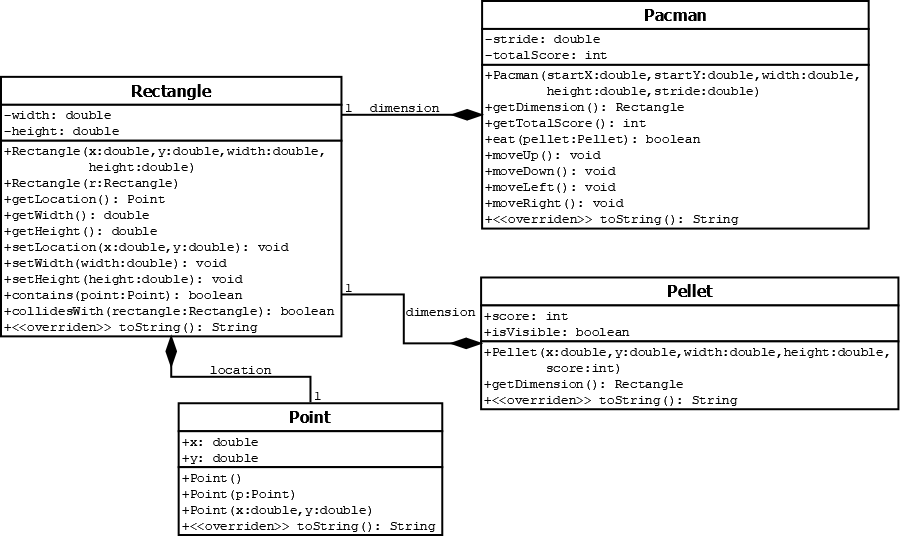 Pacman
-stride: double
-totalScore: int
+Pacman(startX:double,startY:double,width:double,
height:double,stride:double)
+getDimension(): Rectangle
+getTotalScore(): int
+eat(pellet:Pellet): boolean
+moveUp(): void
+moveDown(): void
+moveLeft(): void
+moveRight(): void
+<<overriden>> toString(): String
1 dimension
Rectangle
-width: double
-height: double
+Rectangle(x:double,y:double,width:double,
height:double)
+Rectangle(r:Rectangle)
+getLocation(): Point
+getWidth(): double
+getHeight(): double
+setLocation(x:double,y:double): void
+setWidth(width:double): void
+setHeight(height:double): void
+contains(point:Point): boolean
+collidesWith(rectangle:Rectangle): boolean
+<<overriden>> toString(): String
1
dimension
Pellet
+score: int
+isVisible: boolean
+Pellet(x:double,y:double,width:double,height:double,
score:int)
+getDimension(): Rectangle
+<<overriden>> toString(): String
location
1
Point
+x: double
+y: double
+Point()
+Point(p:Point)
+Point(x:double,y:double)
+<<overriden>> toString(): String